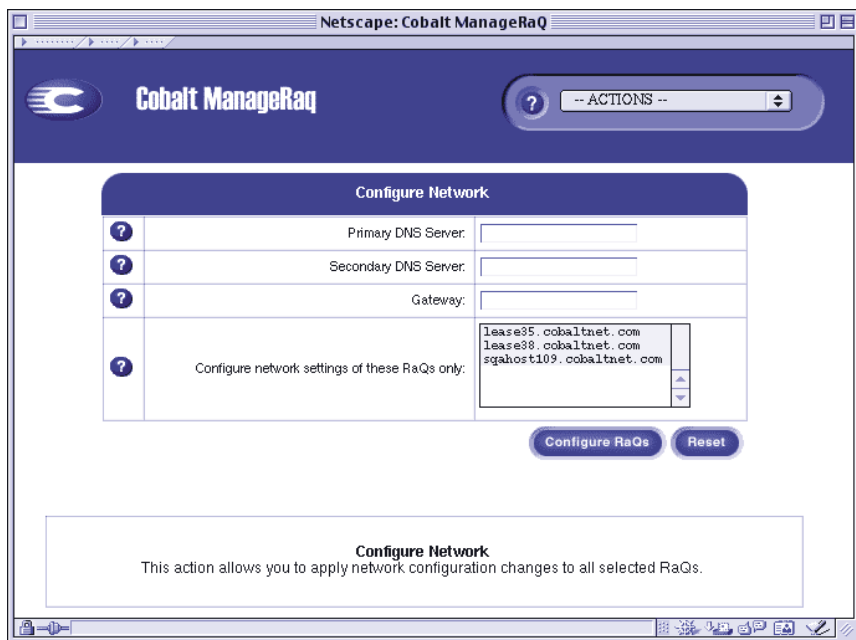 Netscape: Cobalt ManageRaQ
Cobalt ManageRaq
?
-- ACTIONS --
Configure Network
? Primary DNS Server:
? Secondary DNS Server:
? Gateway:
? Configure network settings of these RaQs only:
lease35.cobaltnet.com
lease38.cobaltnet.com
sqahost109.cobaltnet.com
Configure RaQs Reset
Configure Network
This action allows you to apply network configuration changes to all selected RaQs.